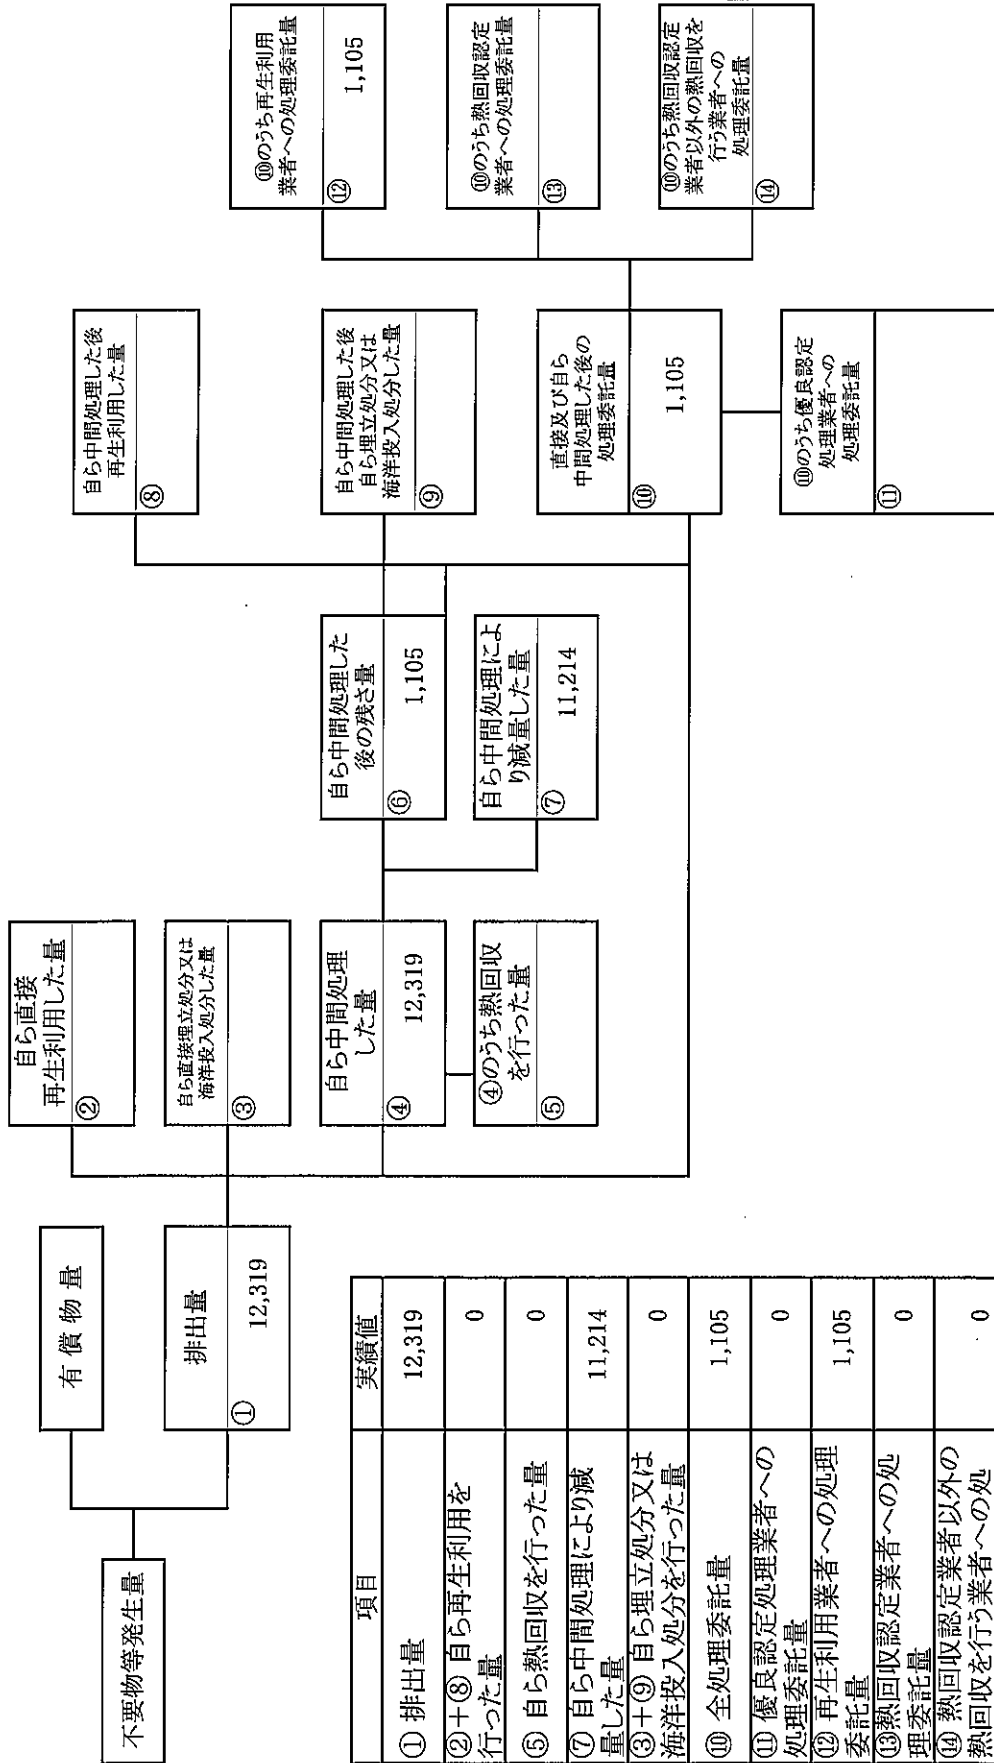 不要物等発生量
有償物量
排出量
① 12,319
自ら直接
再生利用した量
②
自ら直接埋立処分又は
海洋投入処分した量
③
自ら中間処理
した量
④ 12,319
④のうち熱回収
を行った量
⑤
自ら中間処理した
後の残さ量
⑥ 1,105
自ら中間処理によ
り減量した量
⑦ 11,214
自ら中間処理した後
再生利用した量
⑧
自ら中間処理した後
自ら埋立処分又は
海洋投入処分した量
⑨
直接及び自ら
中間処理した後の
処理委託量
⑩ 1,105
⑩のうち優良認定
処理業者への
処理委託量
⑪
⑩のうち再生利用
業者への処理委託量
⑫ 1,105
⑩のうち熱回収認定
業者への処理委託量
⑬
⑩のうち熱回収認定
業者以外の熱回収を
行う業者への
処理委託量
⑭
項目 実績値
① 排出量 12,319
②+⑧ 自ら再生利用を
行った量 0
⑤ 自ら熱回収を行った量 0
⑦ 自ら中間処理により減
量した量 11,214
③+⑨ 自ら埋立処分又は
海洋投入処分を行った量 0
⑩ 全処理委託量 1,105
⑪ 優良認定処理業者への
処理委託量 0
⑫ 再生利用業者への処理
委託量 1,105
⑬熱回収認定業者への処
理委託量 0
⑭ 熱回収認定業者以外の
熱回収を行う業者への処 0